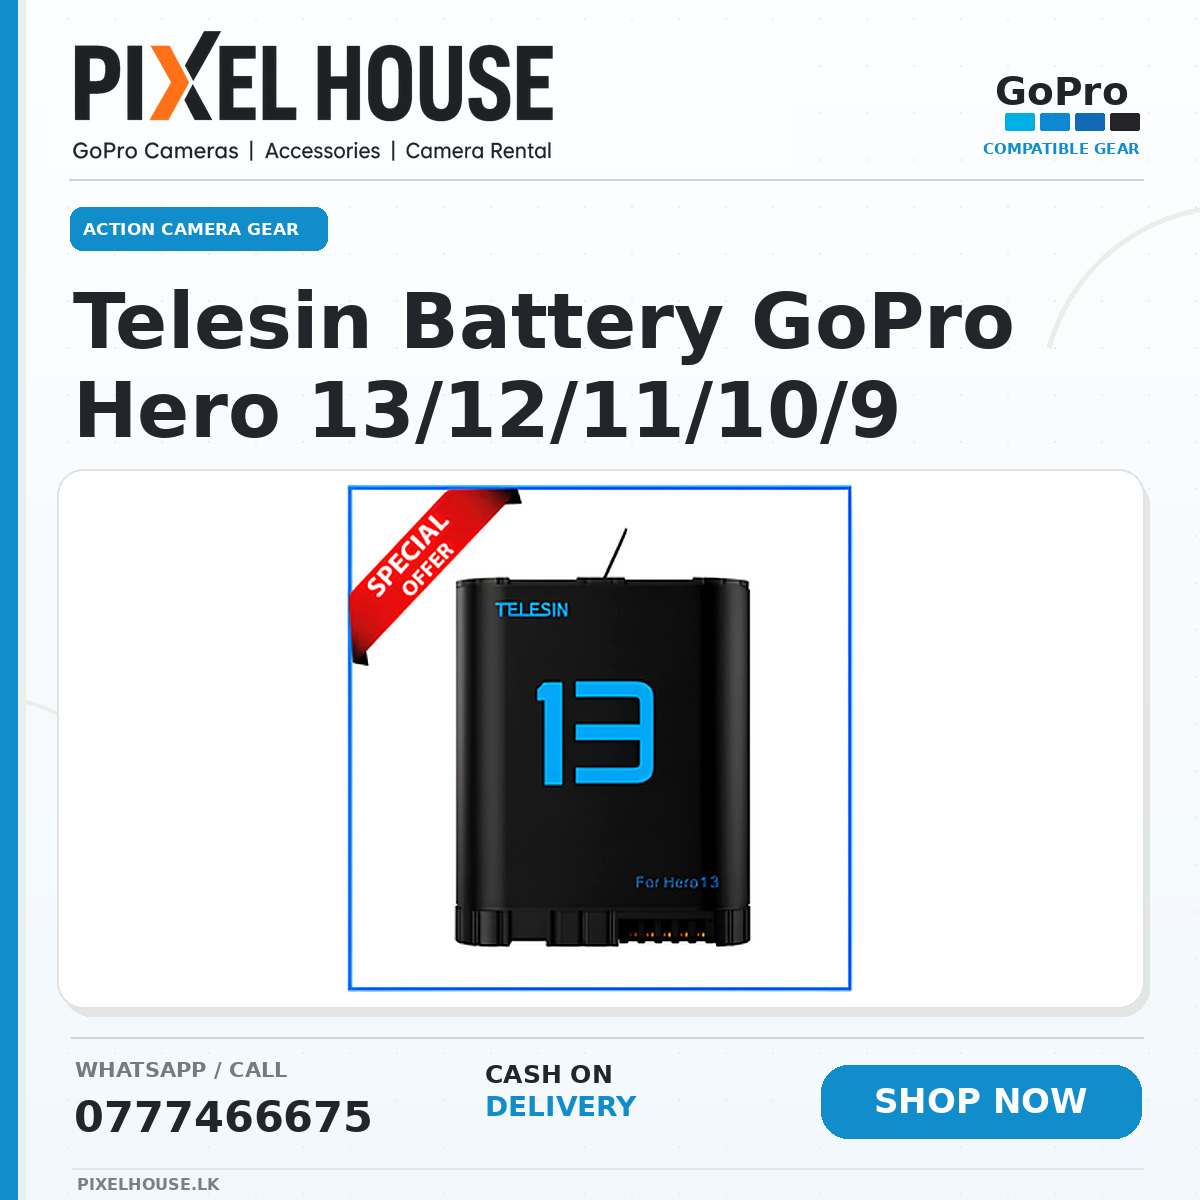 PIXEL HOUSE
GoPro Cameras | Accessories | Camera Rental
GoPro
COMPATIBLE GEAR
ACTION CAMERA GEAR
Telesin Battery GoPro
Hero 13/12/11/10/9
SPECIAL
OFFER
TELESIN
13
For Hero13
WHATSAPP / CALL
0777466675
CASH ON
DELIVERY
SHOP NOW
PIXELHOUSE.LK